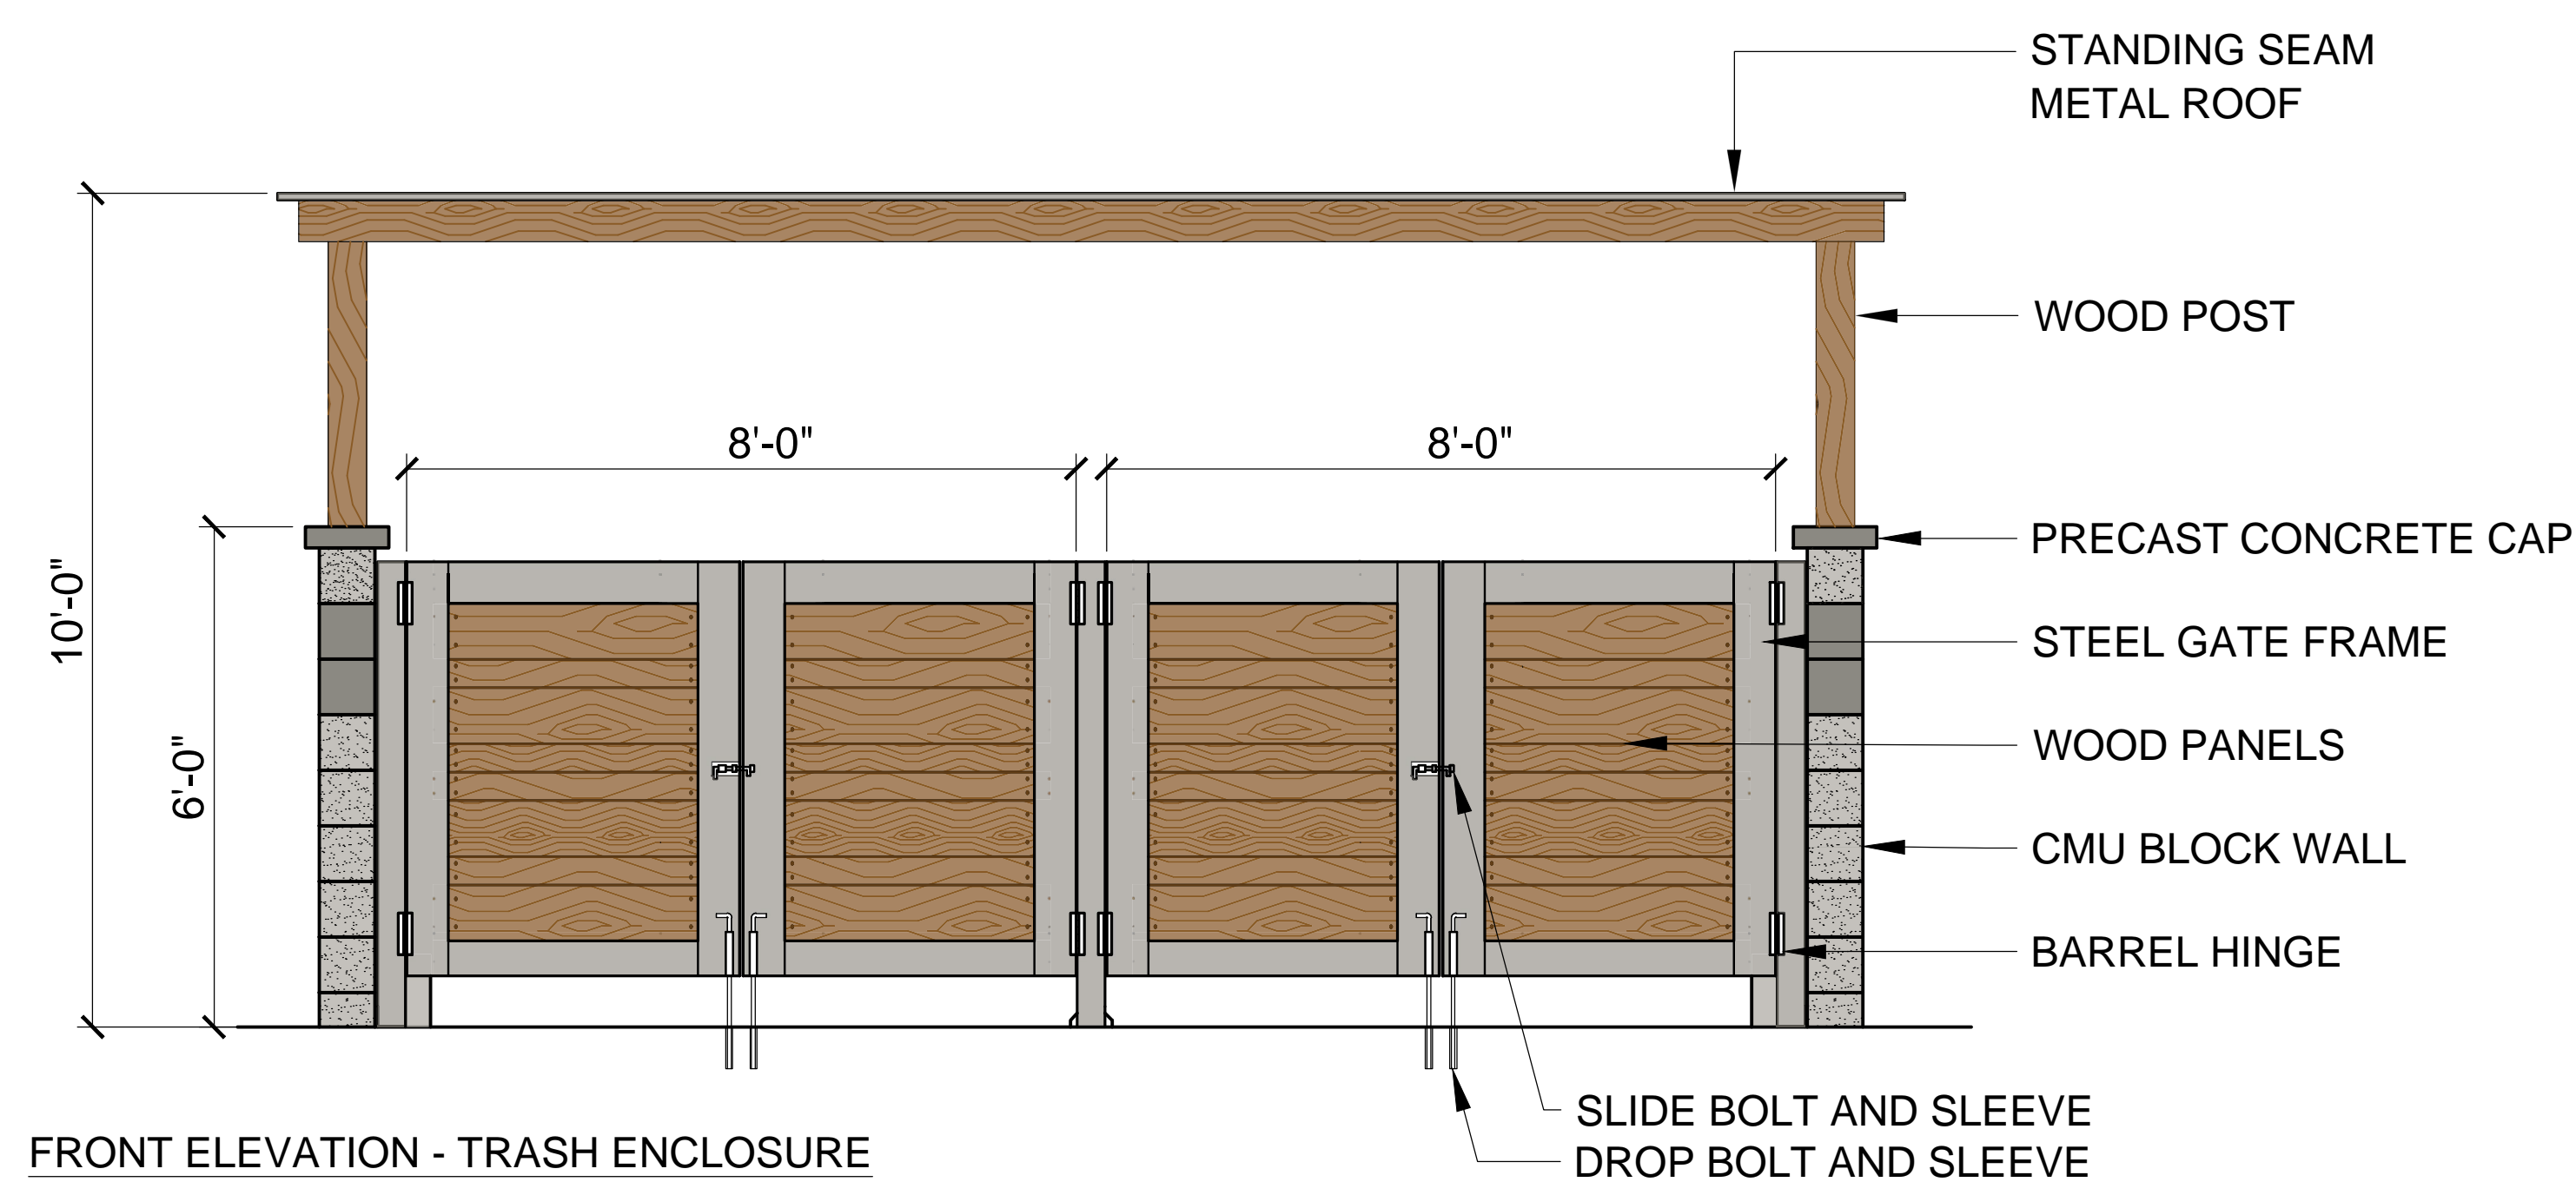 STANDING SEAM
METAL ROOF
WOOD POST
8'-0"
8'-0"
10'-0"
6'-0"
PRECAST CONCRETE CAP
STEEL GATE FRAME
WOOD PANELS
CMU BLOCK WALL
BARREL HINGE
SLIDE BOLT AND SLEEVE
DROP BOLT AND SLEEVE
FRONT ELEVATION - TRASH ENCLOSURE